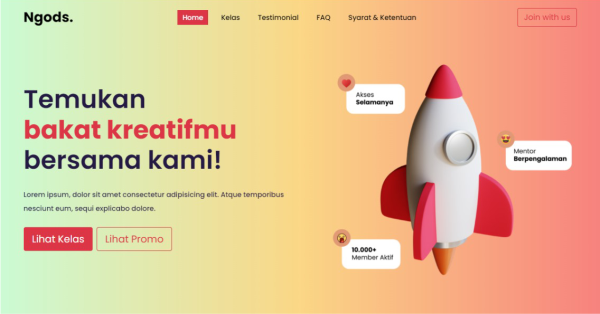 Ngods.
Home
Kelas
Testimonial
FAQ
Syarat & Ketentuan
Join with us
Temukan
bakat kreatifmu
bersama kami!
Lorem ipsum, dolor sit amet consectetur adipisicing elit. Atque temporibus
nesciunt eum, sequi explicabo dolore.
Lihat Kelas
Lihat Promo
Akses
Selamanya
Mentor
Berpengalaman
10.000+
Member Aktif